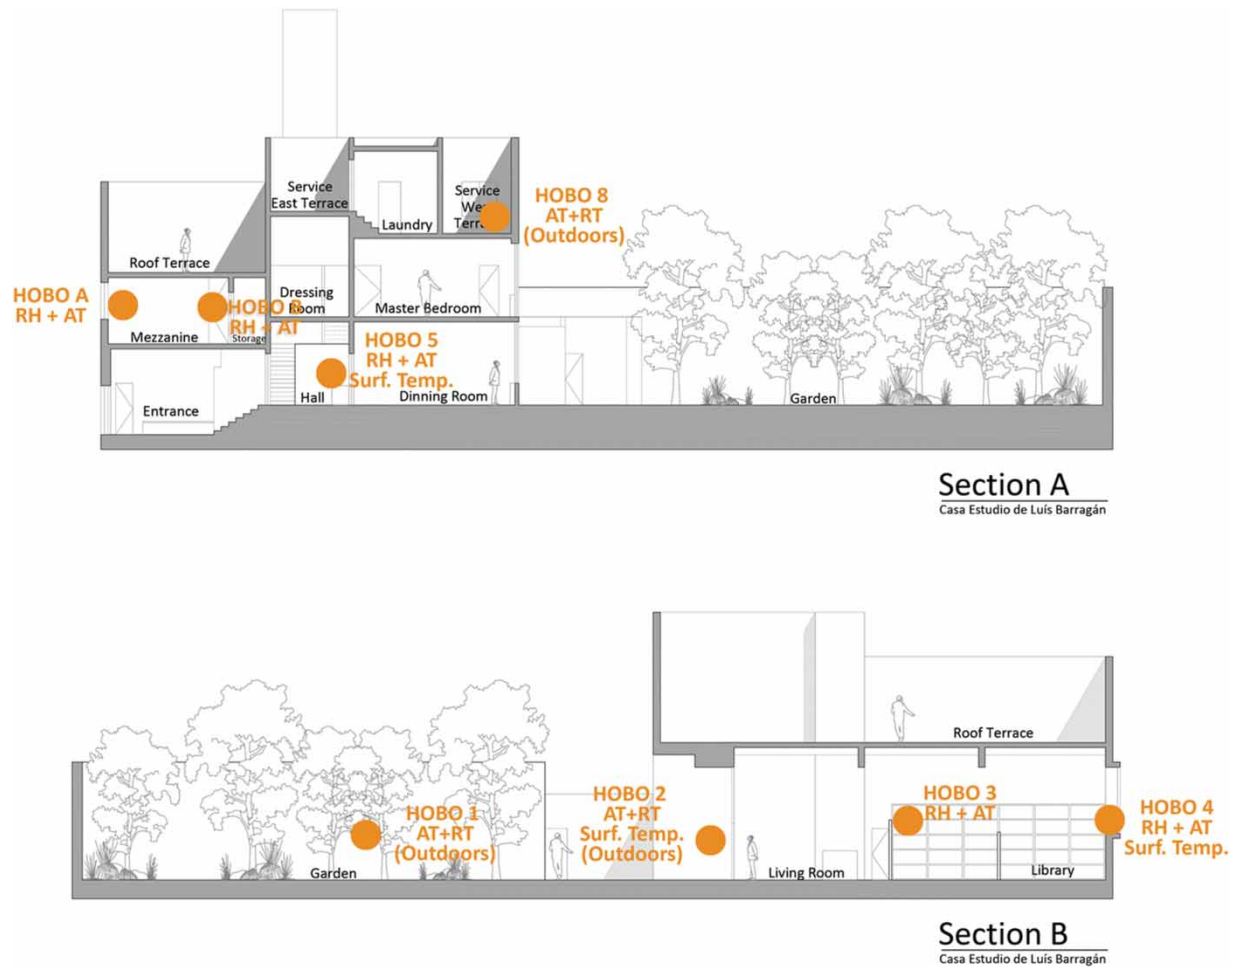 Service
East Terrace
Laundry
Service
We
Terra
HOBO 8
AT+RT
(Outdoors)
Roof Terrace
HOBO A
RH + AT
HOBO B
RH + AT
Dressing
Room
Master Bedroom
Mezzanine
Storage
HOBO 5
RH + AT
Surf. Temp.
Entrance
Hall
Dinning Room
Garden
Section A
Casa Estudio de Luís Barragán
Roof Terrace
HOBO 1
AT+RT
(Outdoors)
HOBO 2
AT+RT
Surf. Temp.
(Outdoors)
HOBO 3
RH + AT
HOBO 4
RH + AT
Surf. Temp.
Garden
Living Room
Library
Section B
Casa Estudio de Luís Barragán